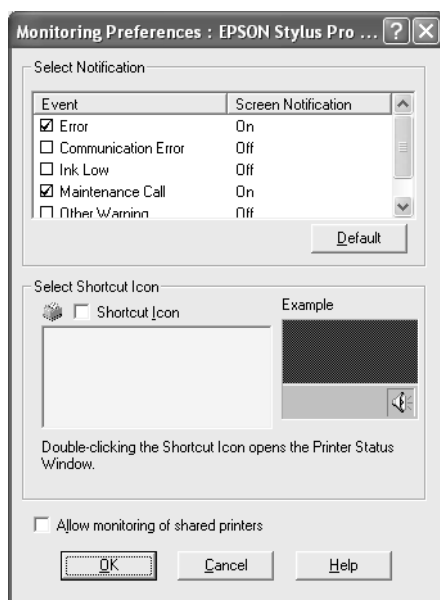 Monitoring Preferences : EPSON Stylus Pro ...
Select Notification
Event Screen Notification
Error On
Communication Error Off
Ink Low Off
Maintenance Call On
Other Warning Off
Default
Select Shortcut Icon
Shortcut Icon
Example
Double-clicking the Shortcut Icon opens the Printer Status
Window.
Allow monitoring of shared printers
OK Cancel Help